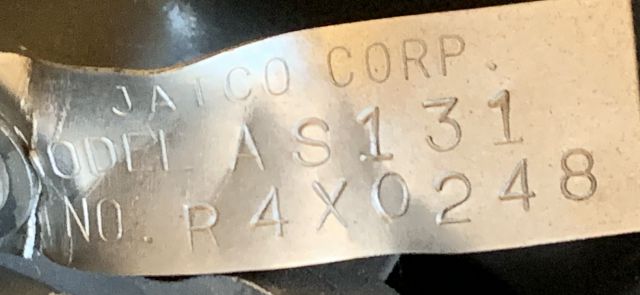 JATCO CORP.
MODEL AS131
NO. R4X0248